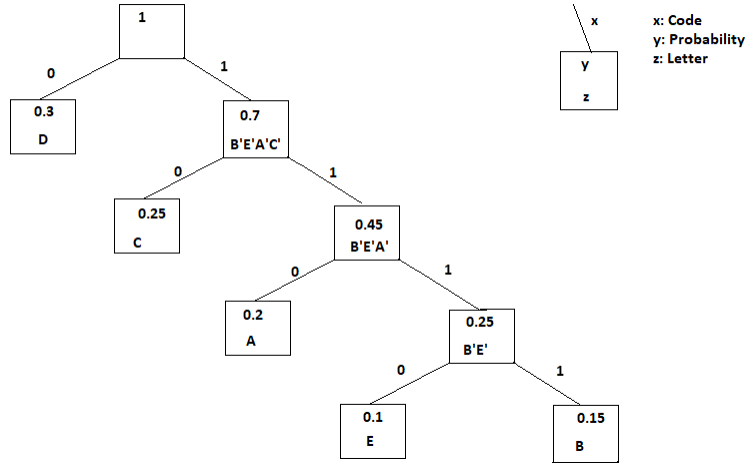 1
x
x: Code
y: Probability
z: Letter
y
z
0
1
0.3
D
0.7
B'E'A'C'
0
1
0.25
C
0.45
B'E'A'
0
1
0.2
A
0.25
B'E'
0
1
0.1
E
0.15
B